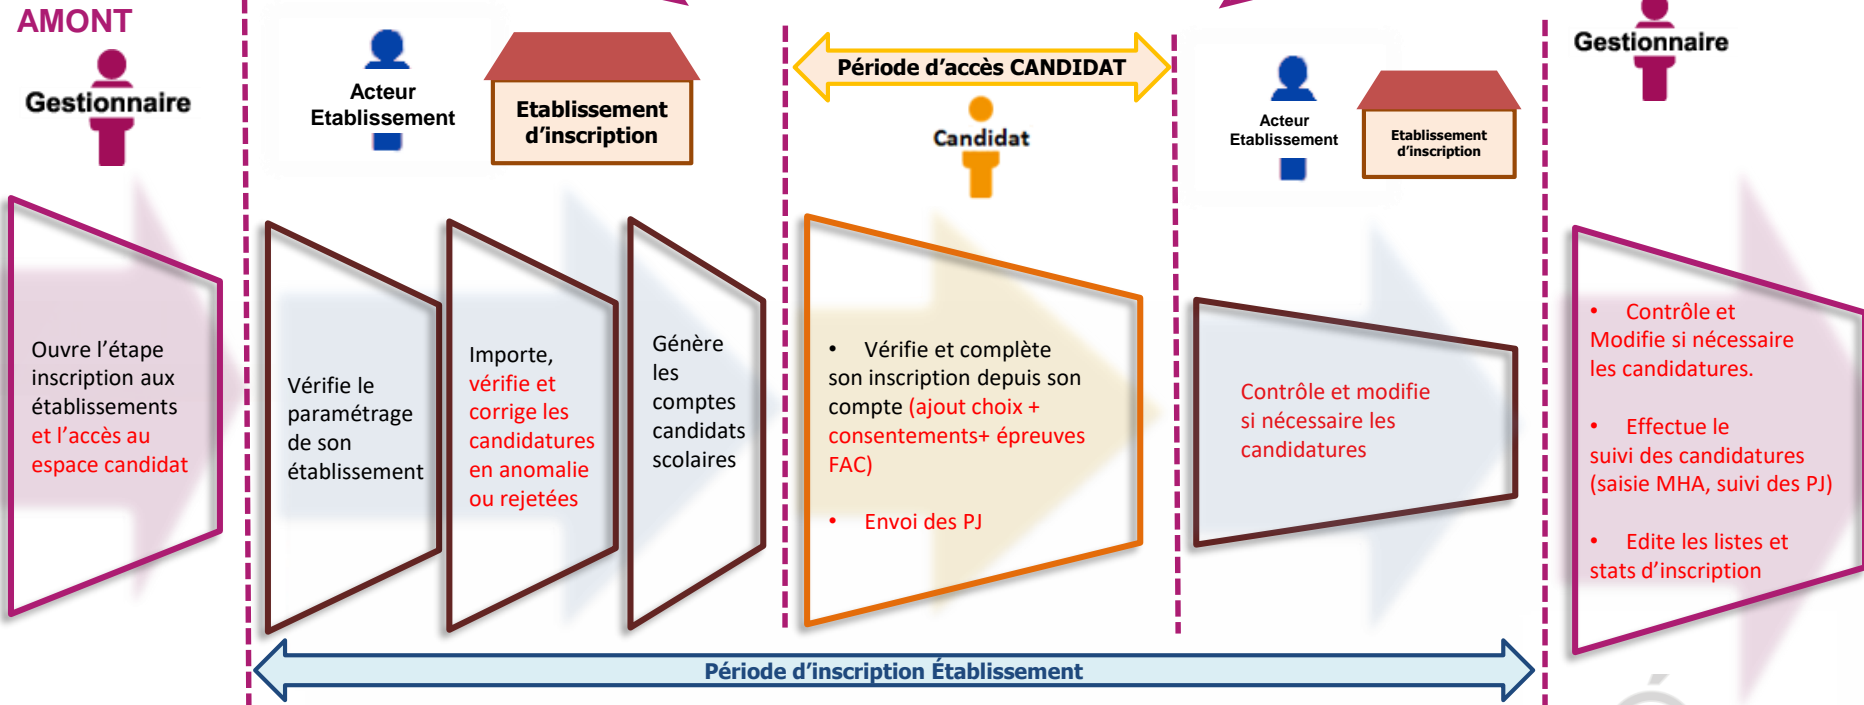 AMONT
Gestionnaire
Ouvre l'étape
inscription aux
établissements
et l'accès au
espace candidat
Acteur
Etablissement
Etablissement
d'inscription
Vérifie le
paramétrage
de son
établissement
Importe,
vérifie et
corrige les
candidatures
en anomalie
ou rejetées
Génère
les
comptes
candidats
scolaires
Période d'accès CANDIDAT
Candidat
• Vérifie et complète
son inscription depuis son
compte (ajout choix +
consentements+ épreuves
FAC)
• Envoi des PJ
Acteur
Etablissement
Etablissement
d'inscription
Contrôle et modifie
si nécessaire les
candidatures
Gestionnaire
• Contrôle et
Modifie si nécessaire
les candidatures.
• Effectue le
suivi des candidatures
(saisie MHA, suivi des PJ)
• Edite les listes et
stats d'inscription
Période d'inscription Établissement